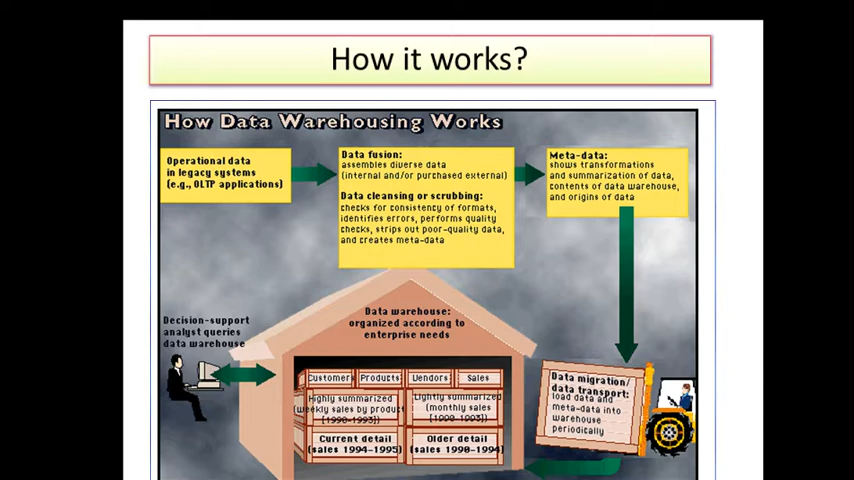 How it works?
How Data Warehousing Works
Operational data
in legacy systems
(e.g., OLTP applications)
Data fusion:
assembles diverse data
(internal and/or purchased external)
Data cleansing or scrubbing:
checks for consistency of formats,
identifies errors, performs quality
checks, strips out poor-quality data,
and creates meta-data
Meta-data:
shows transformations
and summarization of data,
contents of data warehouse,
and origins of data
Decision-support
analyst queries
data warehouse
Data warehouse:
organized according to
enterprise needs
Customers Products Vendors Sales
Highly summarized
(weekly sales by product
[1990-1993])
Lightly summarized
(monthly sales
[1990-1993])
Current detail
(sales 1994-1995)
Older detail
(sales 1990-1994)
Data migration/
data transport:
load data and
meta-data into
warehouse
periodically